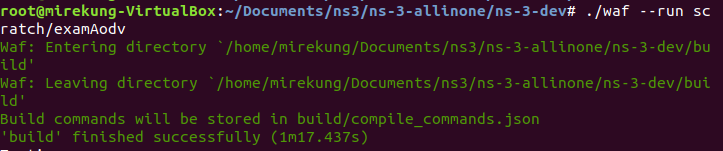 root@mirekung-VirtualBox:~/Documents/ns3/ns-3-allinone/ns-3-dev# ./waf --run sc
ratch/examAodv
Waf: Entering directory `/home/mirekung/Documents/ns3/ns-3-allinone/ns-3-dev/bu
ild'
Waf: Leaving directory `/home/mirekung/Documents/ns3/ns-3-allinone/ns-3-dev/bui
ld'
Build commands will be stored in build/compile_commands.json
'build' finished successfully (1m17.437s)